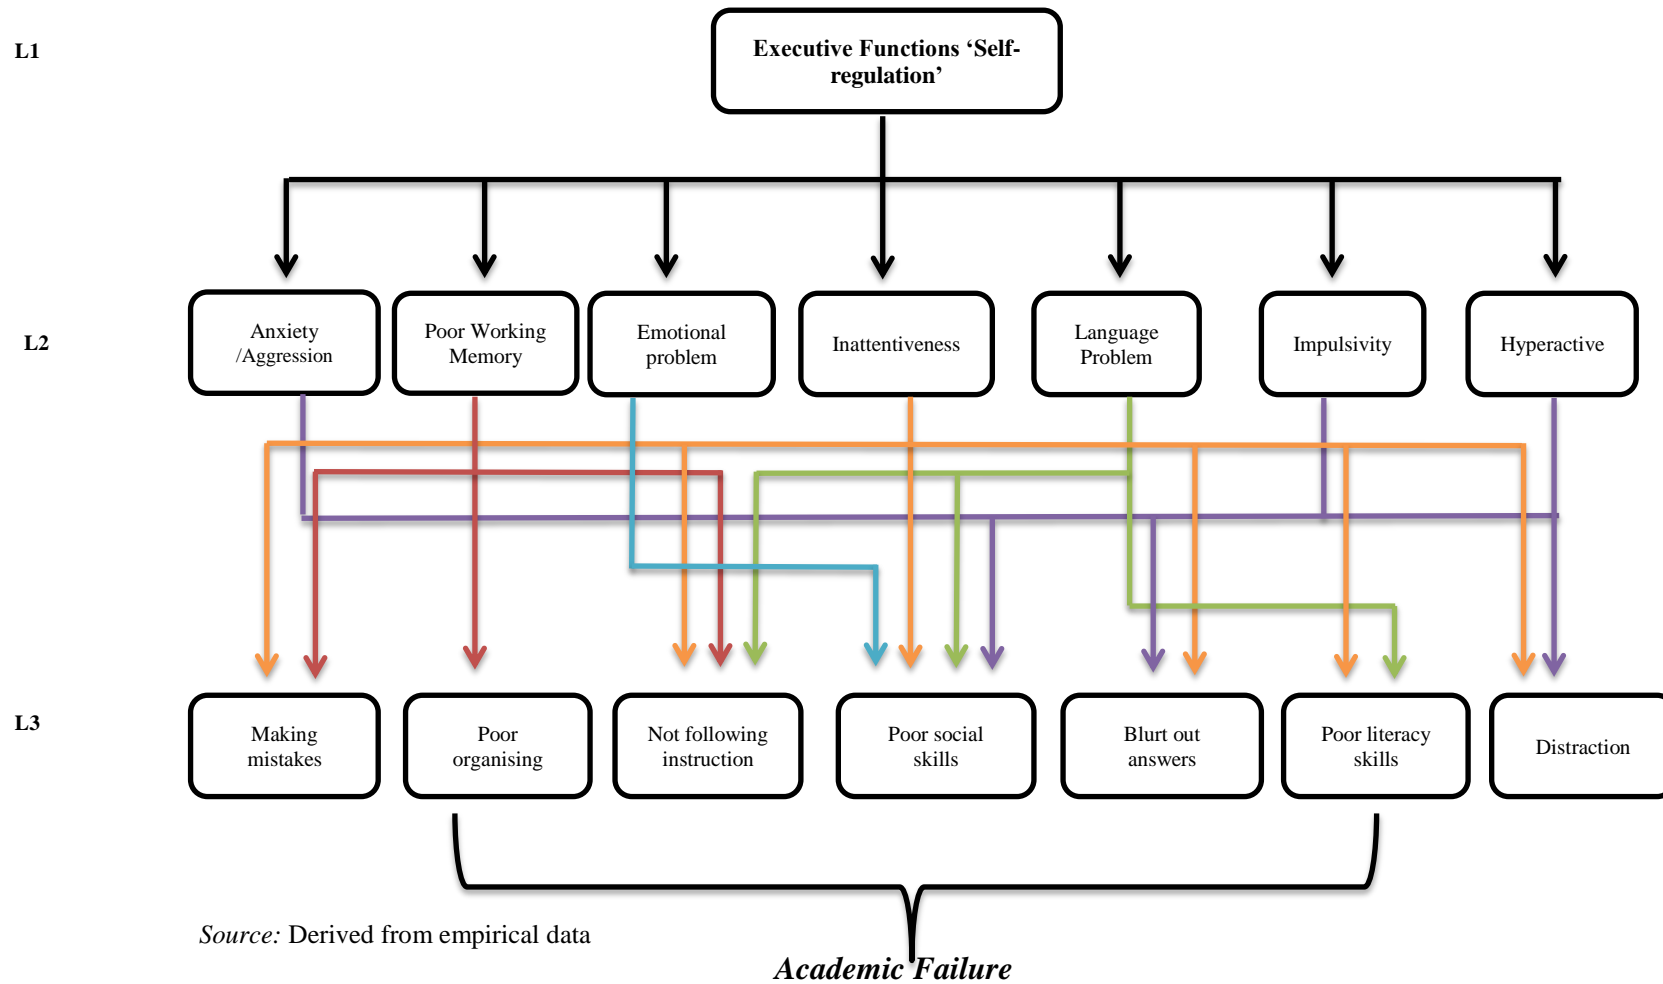 L1
Executive Functions ‘Self-
regulation’
L2
Anxiety
/Aggression
Poor Working
Memory
Emotional
problem
Inattentiveness
Language
Problem
Impulsivity
Hyperactive
L3
Making
mistakes
Poor
organising
Not following
instruction
Poor social
skills
Blurt out
answers
Poor literacy
skills
Distraction
Source: Derived from empirical data
Academic Failure